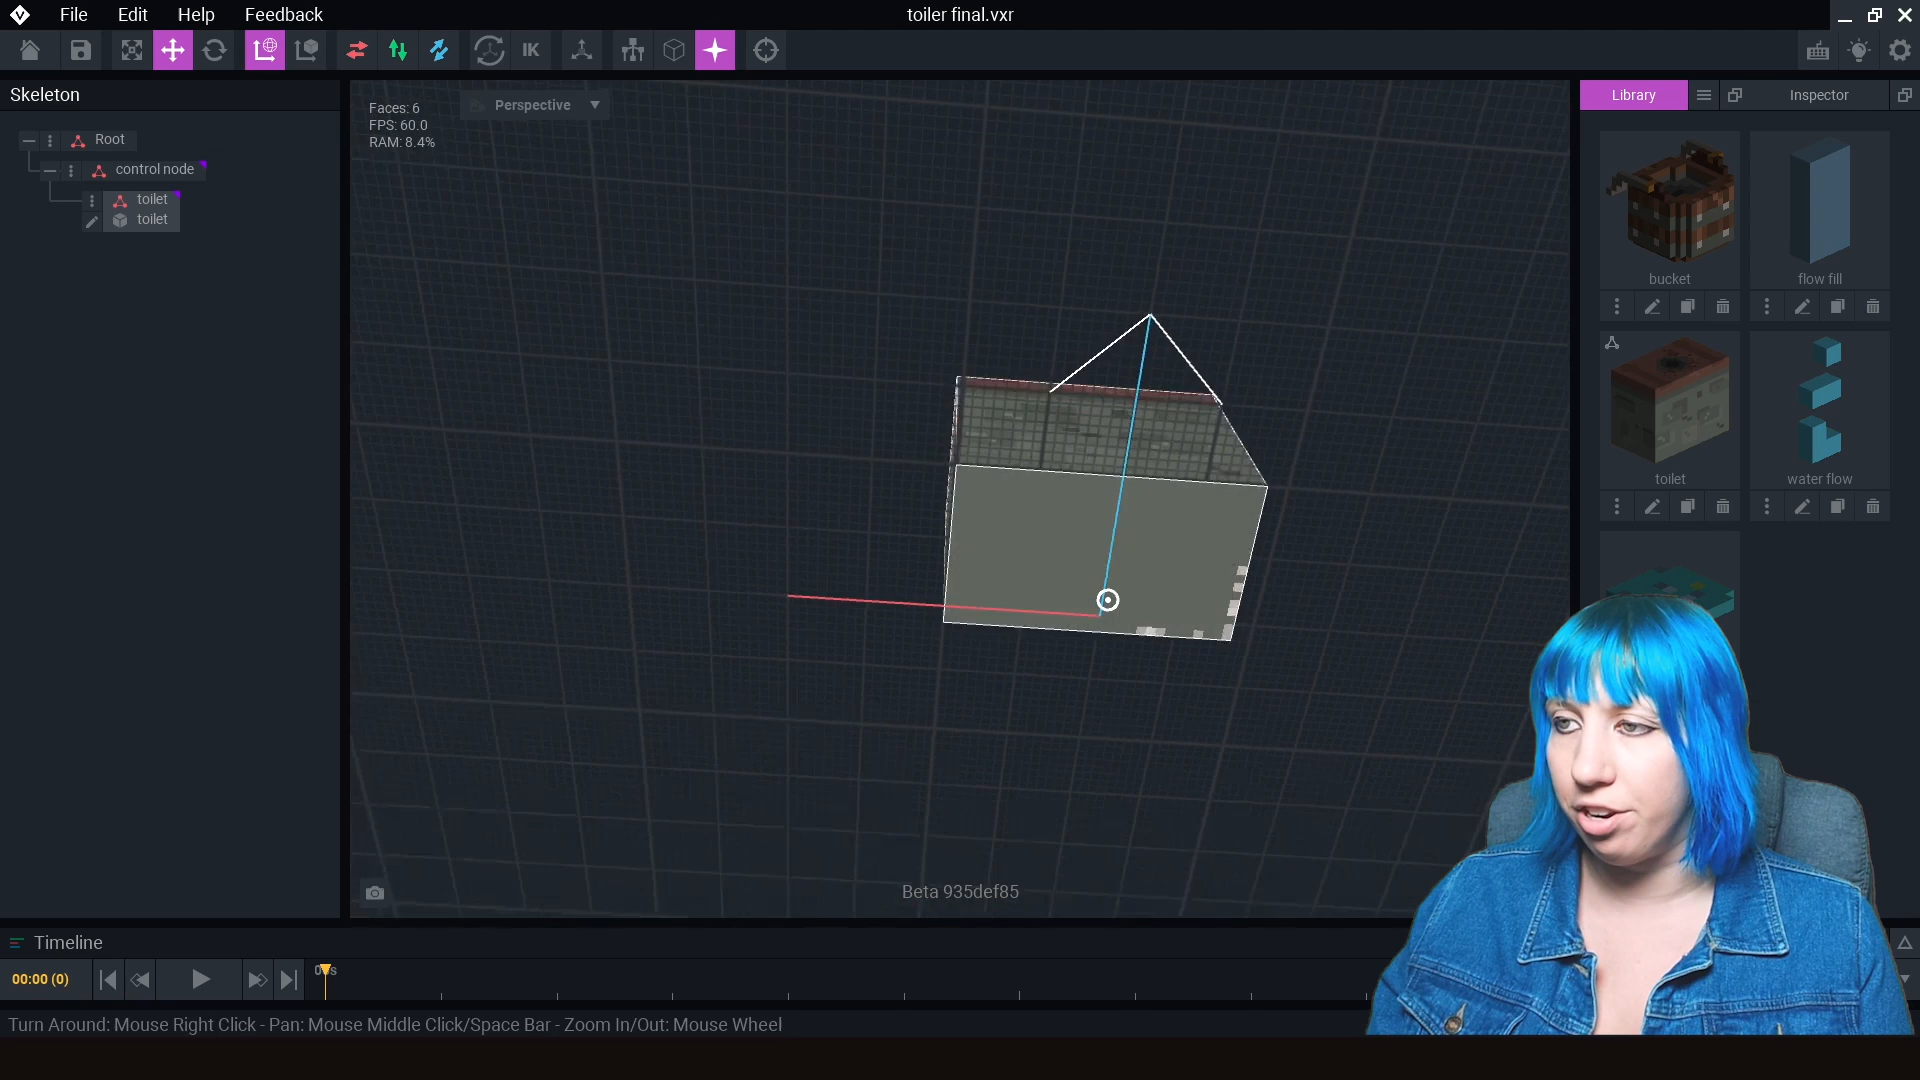 File Edit Help Feedback
toiler final.vxr
IK
Skeleton
Root
control node
toilet
toilet
Faces: 6
FPS: 60.0
RAM: 8.4%
Perspective
Beta 935def85
Library
Inspector
bucket
flow fill
toilet
water flow
Timeline
00:00 (0)
Turn Around: Mouse Right Click - Pan: Mouse Middle Click/Space Bar - Zoom In/Out: Mouse Wheel